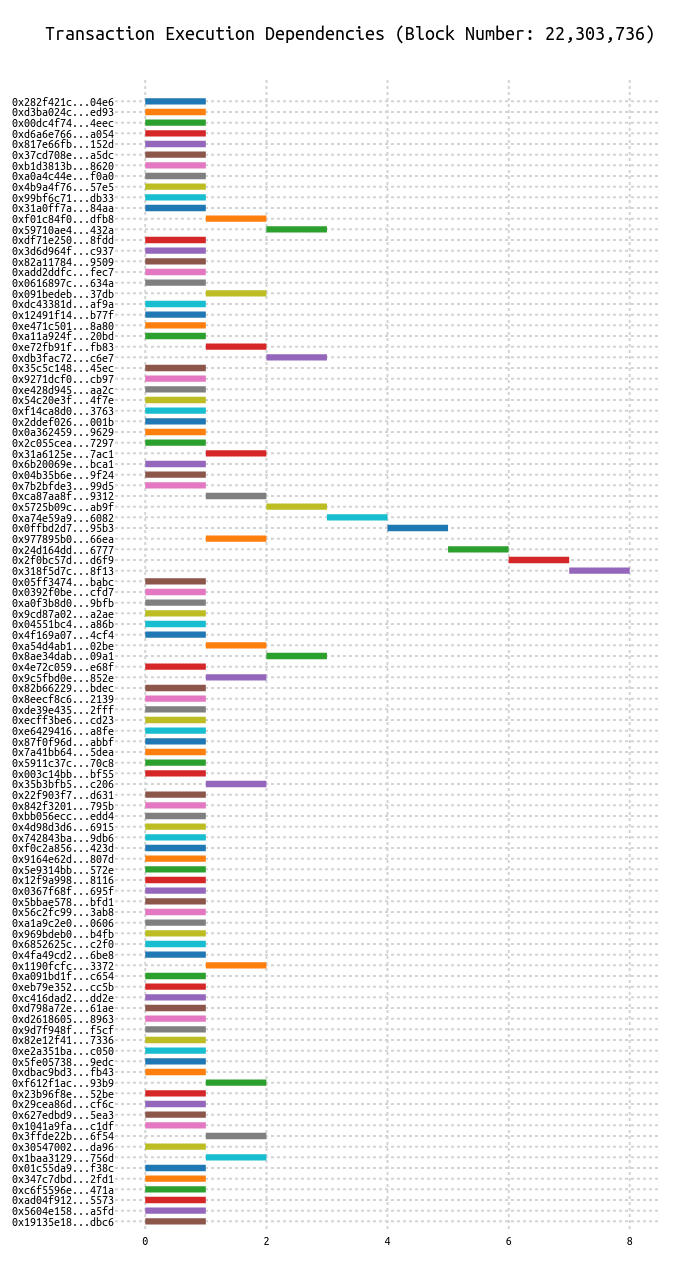 Transaction Execution Dependencies (Block Number: 22,303,736)
0x282f421c...04e6
0xd3ba024c...ed93
0x00dc4f74...4eec
0xd6a6e766...a054
0x817e66fb...152d
0x37cd708e...a5dc
0xb1d3813b...8620
0xa0a4c44e...f0a0
0x4b9a4f76...57e5
0x99bf6c71...db33
0x31a0ff7a...84aa
0xf01c84f0...dfb8
0x59710ae4...432a
0xdf71e250...8fdd
0x3d6d964f...c937
0x82a11784...9509
0xadd2ddfc...fec7
0x0616897c...634a
0x091bedeb...37db
0xdc43381d...af9a
0x12491f14...b77f
0xe471c501...8a80
0xa11a924f...20bd
0xe72fb91f...fb83
0xdb3fac72...c6e7
0x35c5c148...45ec
0x9271dcf0...cb97
0xe428d945...aa2c
0x54c20e3f...4f7e
0xf14ca8d0...3763
0x2ddef026...001b
0x0a362459...9629
0x2c055cea...7297
0x31a6125e...7ac1
0x6b20069e...bca1
0x04b35b6e...9f24
0x7b2bfde3...99d5
0xca87aa8f...9312
0x5725b09c...ab9f
0xa74e59a9...6082
0x0ffbd2d7...95b3
0x977895b0...66ea
0x24d164dd...6777
0x2f0bc57d...d6f9
0x318f5d7c...8f13
0x05ff3474...babc
0x0392f0be...cfd7
0xa0f3b8d0...9bfb
0x9cd87a02...a2ae
0x04551bc4...a86b
0x4f169a07...4cf4
0xa54d4ab1...02be
0x8ae34dab...09a1
0x4e72c059...e68f
0x9c5fbd0e...852e
0x82b66229...bdec
0x8eecf8c6...2139
0xde39e435...2fff
0xecff3be6...cd23
0xe6429416...a8fe
0x87f0f96d...abbf
0x7a41bb64...5dea
0x5911c37c...70c8
0x003c14bb...bf55
0x35b3bfb5...c206
0x22f903f7...d631
0x842f3201...795b
0xbb056ecc...edd4
0x4d98d3d6...6915
0x742843ba...9db6
0xf0c2a856...423d
0x9164e62d...807d
0x5e9314bb...572e
0x12f9a998...8116
0x0367f68f...695f
0x5bbae578...bfd1
0x56c2fc99...3ab8
0xa1a9c2e0...0606
0x969bdeb0...b4fb
0x6852625c...c2f0
0x4fa49cd2...6be8
0x1190fcfc...3372
0xa091bd1f...c654
0xeb79e352...cc5b
0xc416dad2...dd2e
0xd798a72e...61ae
0xd2618605...8963
0x9d7f948f...f5cf
0x82e12f41...7336
0xe2a351ba...c050
0x5fe05738...9edc
0xdbac9bd3...fb43
0xf612f1ac...93b9
0x23b96f8e...52be
0x29cea86d...cf6c
0x627edbd9...5ea3
0x1041a9fa...c1df
0x3ffde22b...6f54
0x30547002...da96
0x1baa3129...756d
0x01c55da9...f38c
0x347c7dbd...2fd1
0xc6f5596e...471a
0xad04f912...5573
0x5604e158...a5fd
0x19135e18...dbc6
0 2 4 6 8